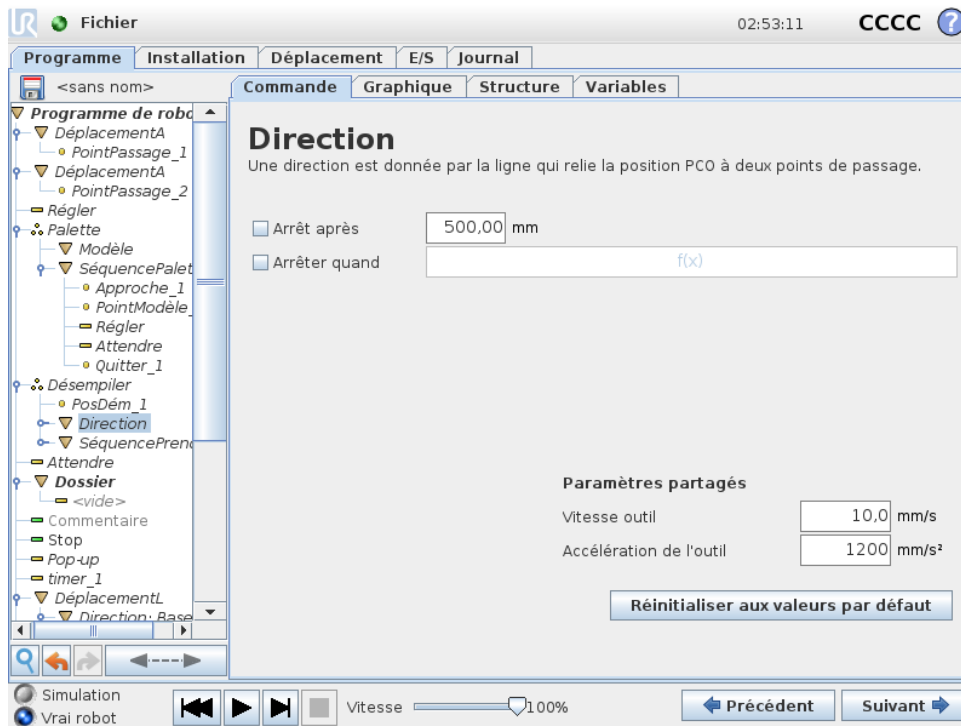 UR Fichier 02:53:11 CCCC ?
Programme Installation Déplacement E/S Journal
<sans nom>
Commande Graphique Structure Variables
Programme de robo
DéplacementA
PointPassage_1
DéplacementA
PointPassage_2
Régler
Palette
Modèle
SéquencePalet
Approche_1
PointModèle_
Régler
Attendre
Quitter_1
Désempiler
PosDém_1
Direction
SéquencePrend
Attendre
Dossier
<vide>
Commentaire
Stop
Pop-up
timer_1
DéplacementL
Direction: Base
Direction
Une direction est donnée par la ligne qui relie la position PCO à deux points de passage.
Arrêt après 500,00 mm
Arrêter quand f(x)
Paramètres partagés
Vitesse outil 10,0 mm/s
Accélération de l'outil 1200 mm/s²
Réinitialiser aux valeurs par défaut
Simulation
Vrai robot
Vitesse 100%
Précédent Suivant